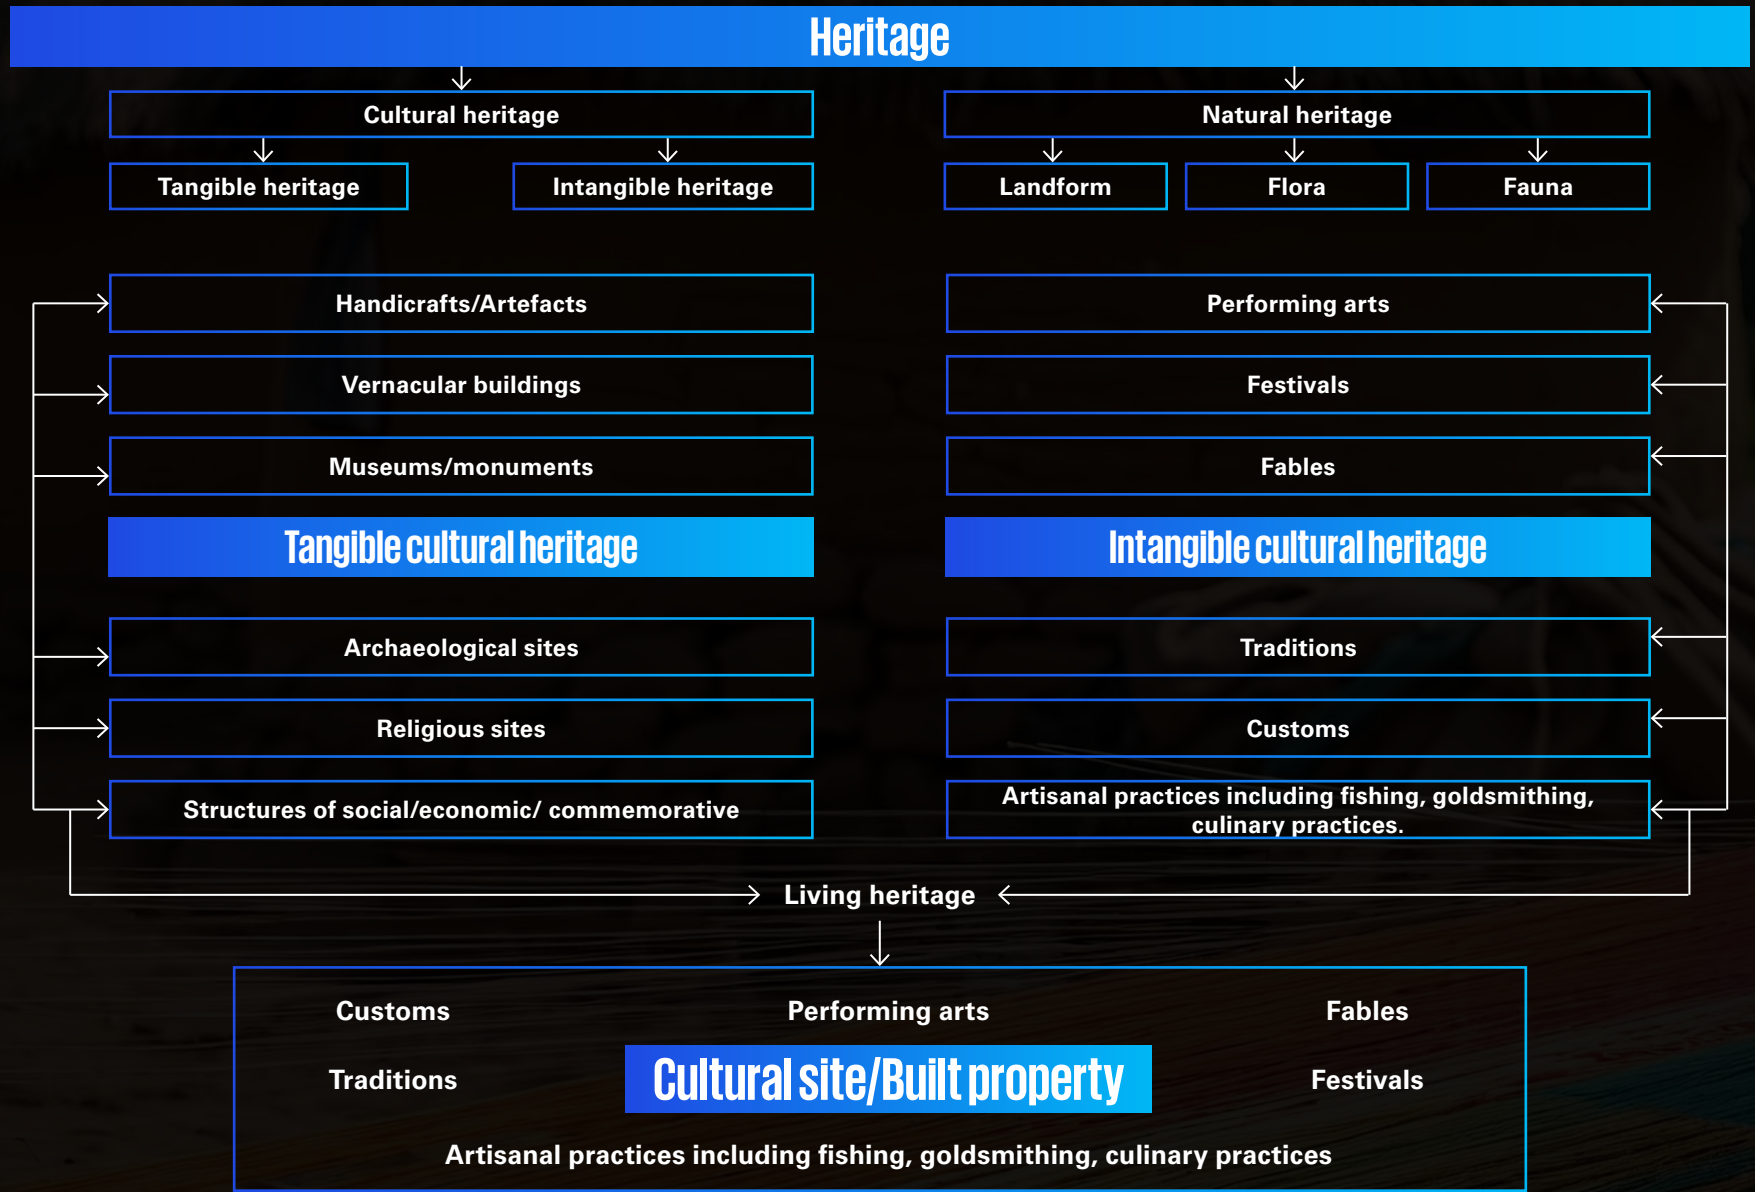 Heritage
Cultural heritage
Natural heritage
Tangible heritage
Intangible heritage
Landform
Flora
Fauna
Handicrafts/Artefacts
Performing arts
Vernacular buildings
Festivals
Museums/monuments
Fables
Tangible cultural heritage
Intangible cultural heritage
Archaeological sites
Traditions
Religious sites
Customs
Structures of social/economic/ commemorative
Artisanal practices including fishing, goldsmithing,
culinary practices.
Living heritage
Customs
Performing arts
Fables
Traditions
Cultural site/Built property
Festivals
Artisanal practices including fishing, goldsmithing, culinary practices